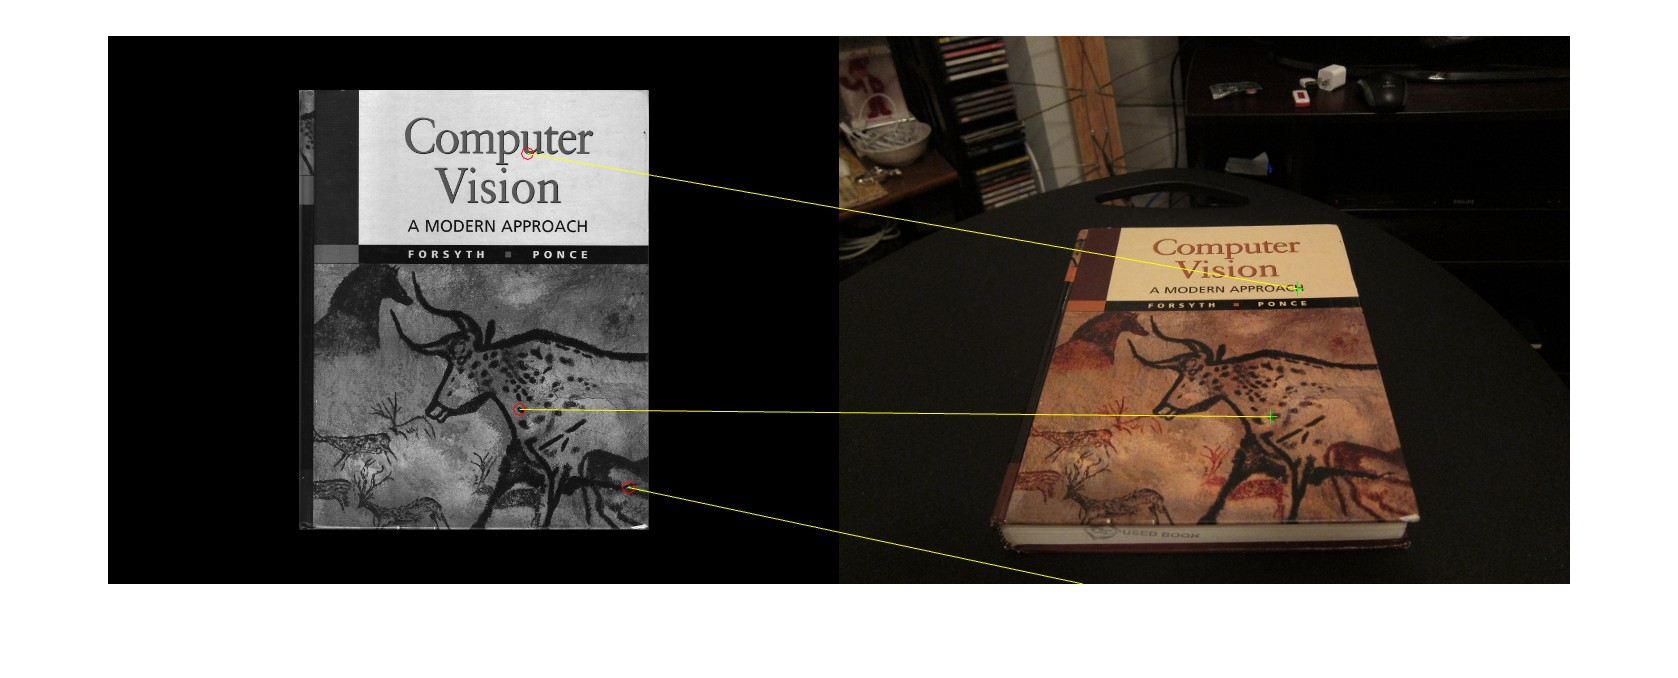 Computer
Vision
A MODERN APPROACH
FORSYTH ■ PONCE
Computer
Vision
A MODERN APPROACH
FORSYTH ■ PONCE
USED BOOK